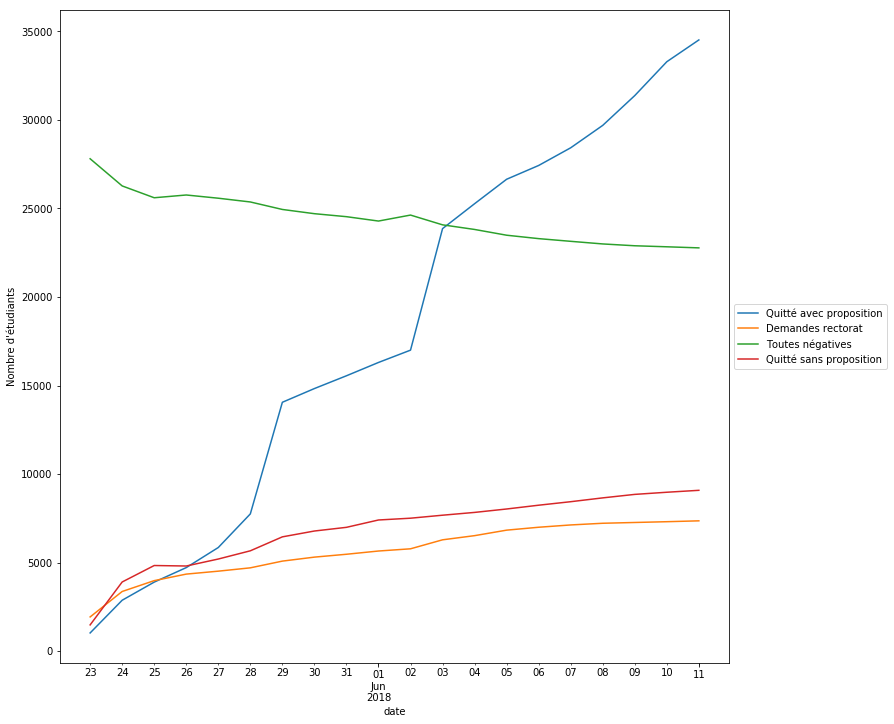 35000
30000
25000
20000
15000
10000
5000
0
Nombre d'étudiants
23 24 25 26 27 28 29 30 31 01 02 03 04 05 06 07 08 09 10 11
Jun
2018
date
Quitté avec proposition
Demandes rectorat
Toutes négatives
Quitté sans proposition